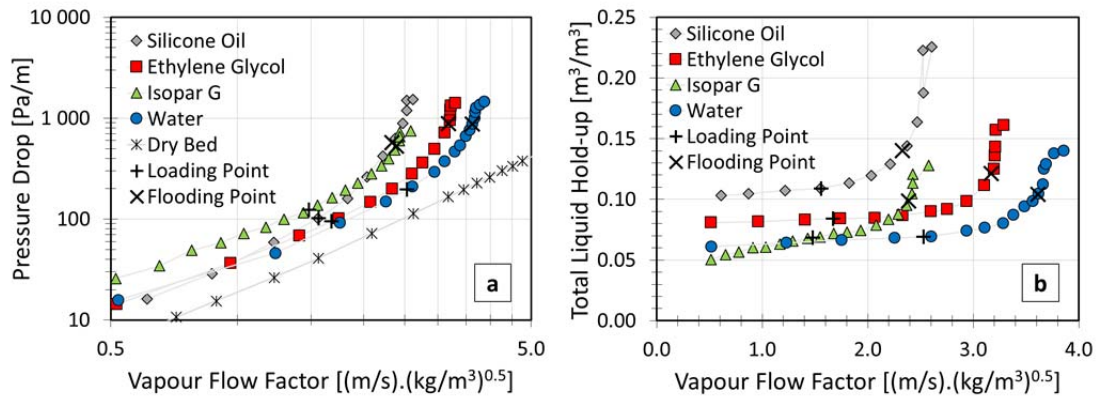 Pressure Drop [Pa/m]
10 000
1 000
100
10
Silicone Oil
Ethylene Glycol
Isopar G
Water
Dry Bed
Loading Point
Flooding Point
a
0.5
5.0
Vapour Flow Factor [(m/s).(kg/m³)⁰·⁵]
Total Liquid Hold-up [m³/m³]
0.25
0.20
0.15
0.10
0.05
0.00
Silicone Oil
Ethylene Glycol
Isopar G
Water
Loading Point
Flooding Point
b
0.0
1.0
2.0
3.0
4.0
Vapour Flow Factor [(m/s).(kg/m³)⁰·⁵]